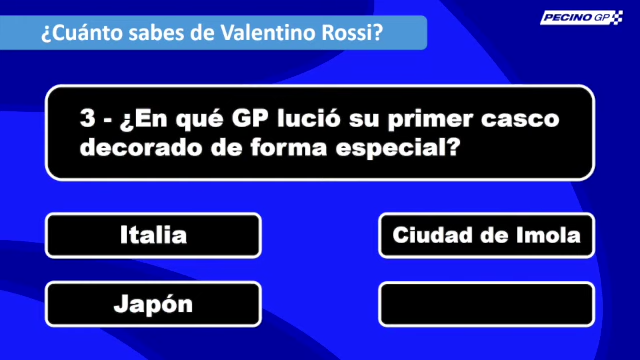 ¿Cuánto sabes de Valentino Rossi?
PECINO GP
3 - ¿En qué GP lució su primer casco
decorado de forma especial?
Italia
Ciudad de Imola
Japón